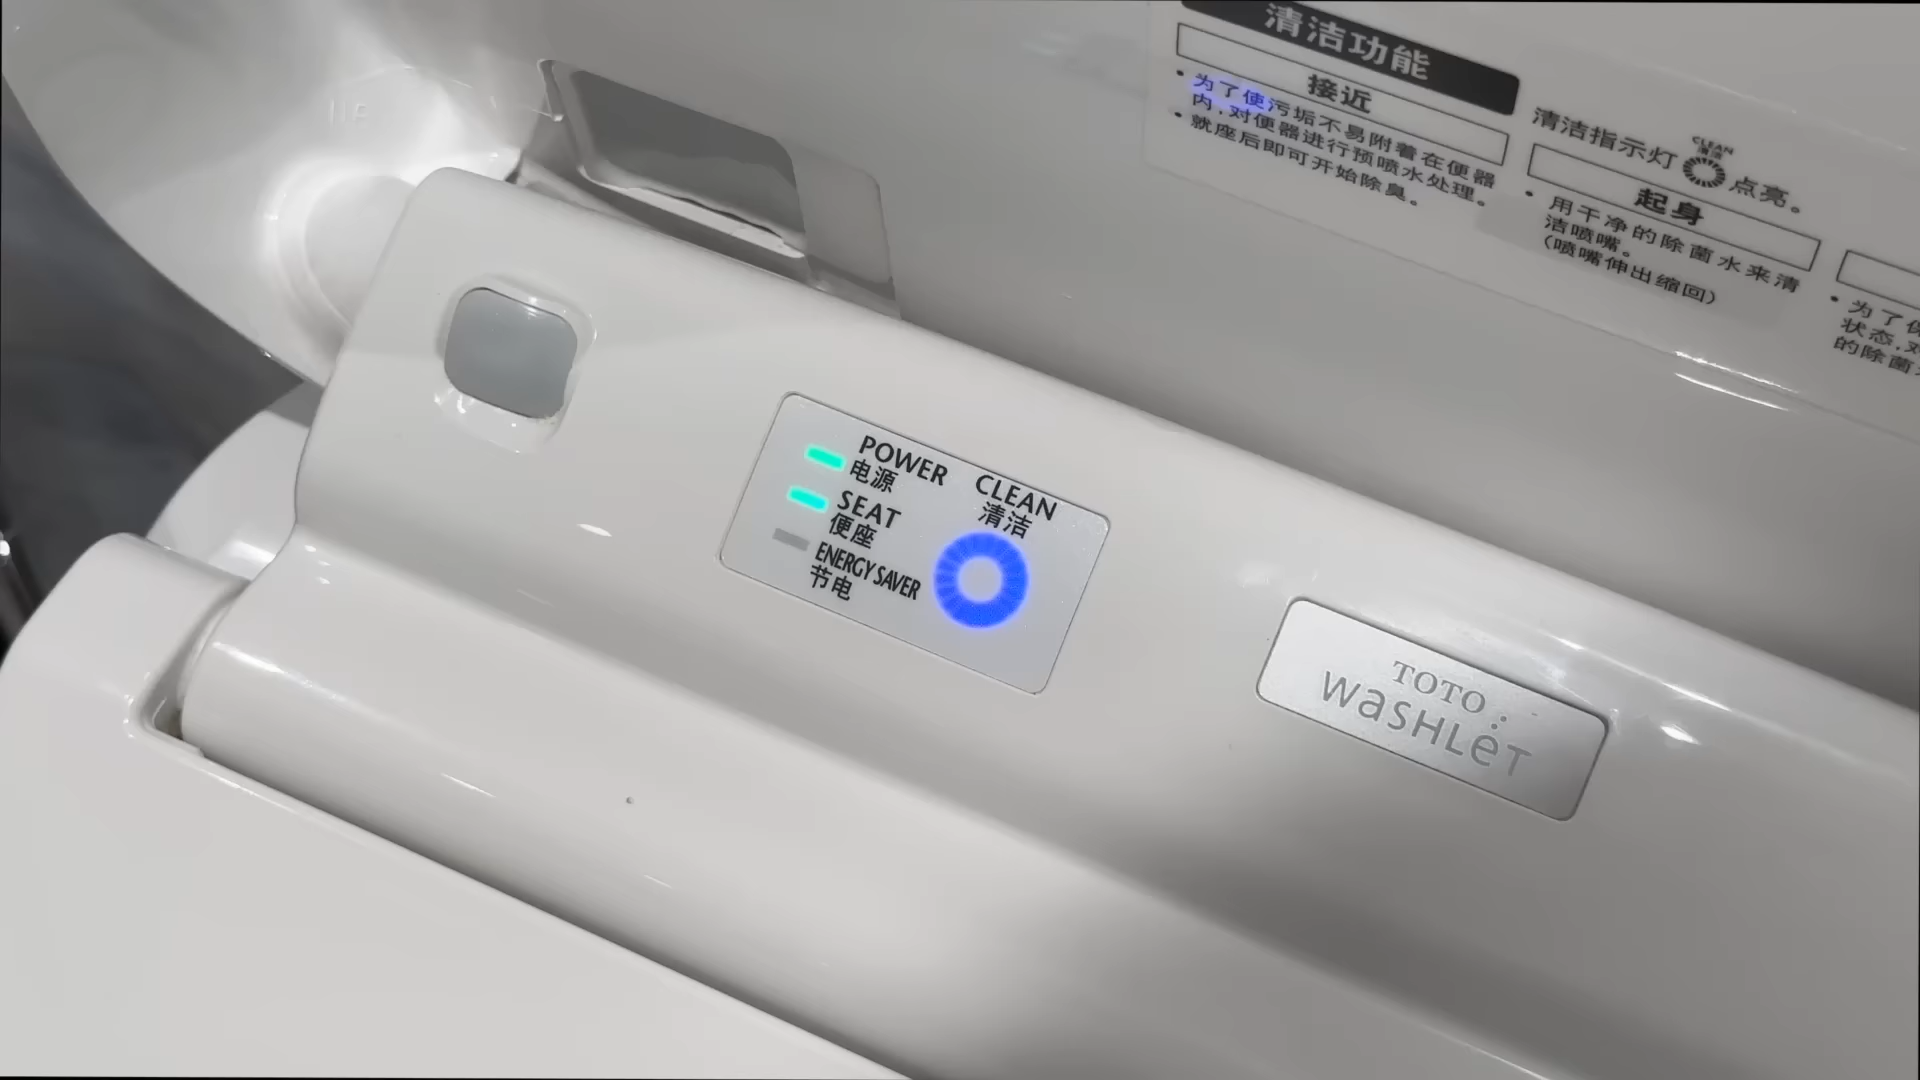 清洁功能
接近
• 为了使污垢不易附着在便器
内，对便器进行预喷水处理。
• 就座后即可开始除臭。
清洁指示灯
CLEAN
清洁
点亮。
起身
• 用干净的除菌水来清
洁喷嘴。
（喷嘴伸出缩回）
• 为了
状态，对
的除菌
POWER
电源
SEAT
便座
ENERGY SAVER
节电
CLEAN
清洁
TOTO
WASHLET